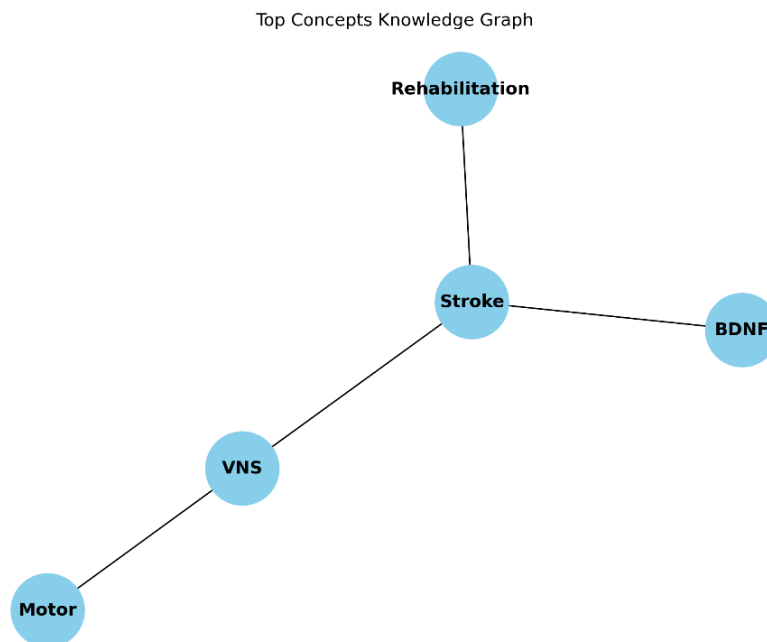 Top Concepts Knowledge Graph
Rehabilitation
Stroke
BDNF
VNS
Motor